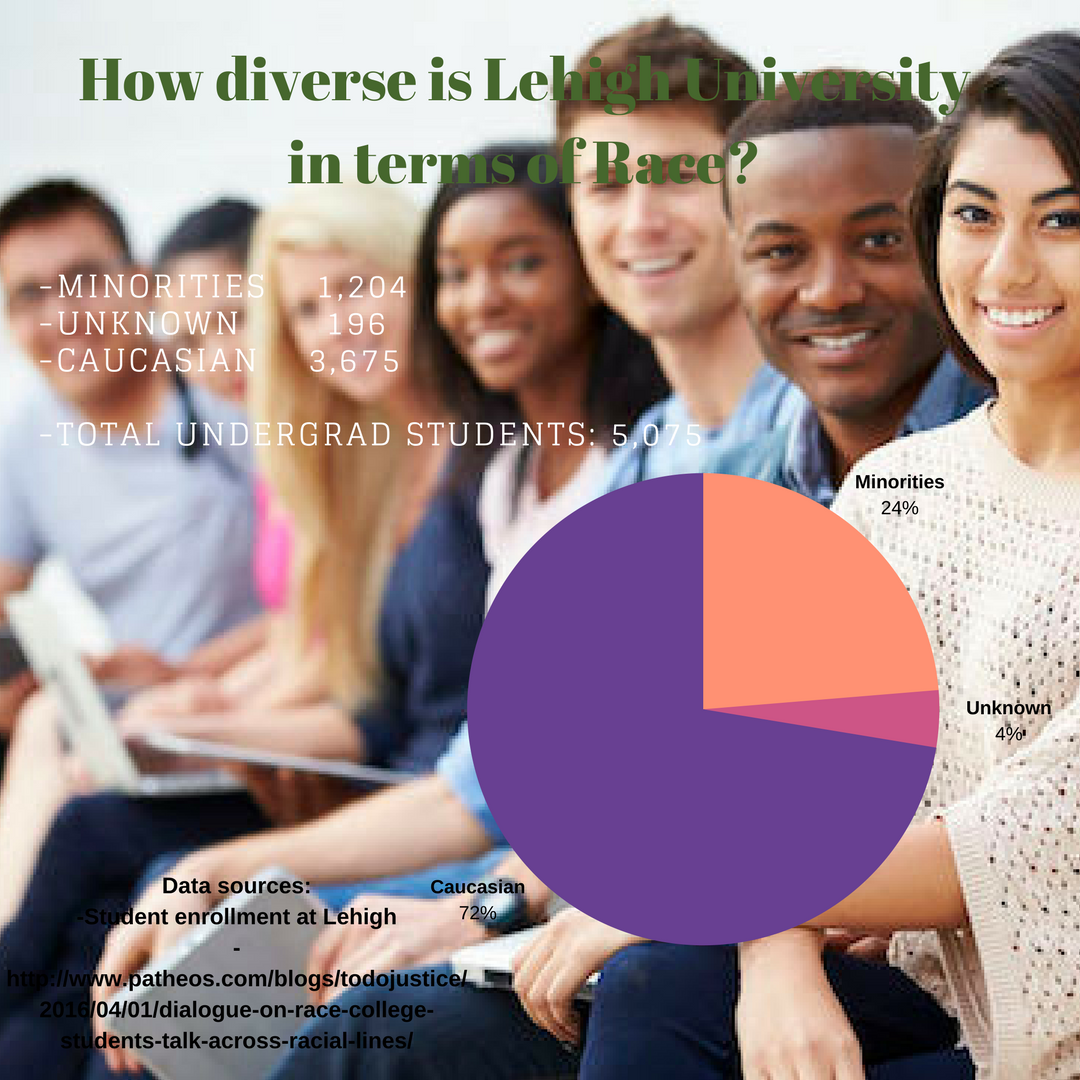 How diverse is Lehigh University
in terms of Race?
-MINORITIES 1,204
-UNKNOWN 196
-CAUCASIAN 3,675
-TOTAL UNDERGRAD STUDENTS: 5,075
Minorities
24%
Unknown
4%
Caucasian
72%
Data sources:
-Student enrollment at Lehigh
-
http://www.patheos.com/blogs/todojustice/
2016/04/01/dialogue-on-race-college-
students-talk-across-racial-lines/